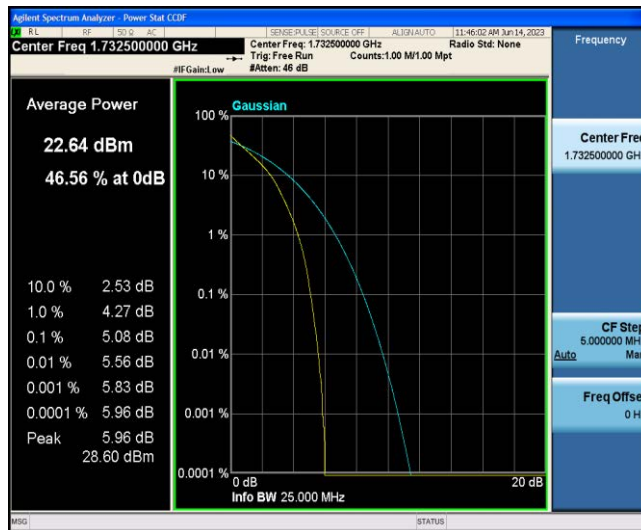 Agilent Spectrum Analyzer - Power Stat CCDF
RL RF 50 Ω AC SENSE:PULSE SOURCE OFF ALIGNAUTO 11:46:02 AM Jun 14, 2023
Center Freq 1.732500000 GHz
Center Freq: 1.732500000 GHz Radio Std: None
Trig: Free Run Counts:1.00 M/1.00 Mpt
#IFGain:Low #Atten: 46 dB
Frequency
Average Power
22.64 dBm
46.56 % at 0dB
10.0 % 2.53 dB
1.0 % 4.27 dB
0.1 % 5.08 dB
0.01 % 5.56 dB
0.001 % 5.83 dB
0.0001 % 5.96 dB
Peak 5.96 dB
28.60 dBm
Gaussian
100 %
10 %
1 %
0.1 %
0.01 %
0.001 %
0.0001 %
0 dB 20 dB
Info BW 25.000 MHz
Center Fre
1.732500000 GH
CF Step
5.000000 MH
Auto Ma
Freq Offse
0 H
MSG STATUS